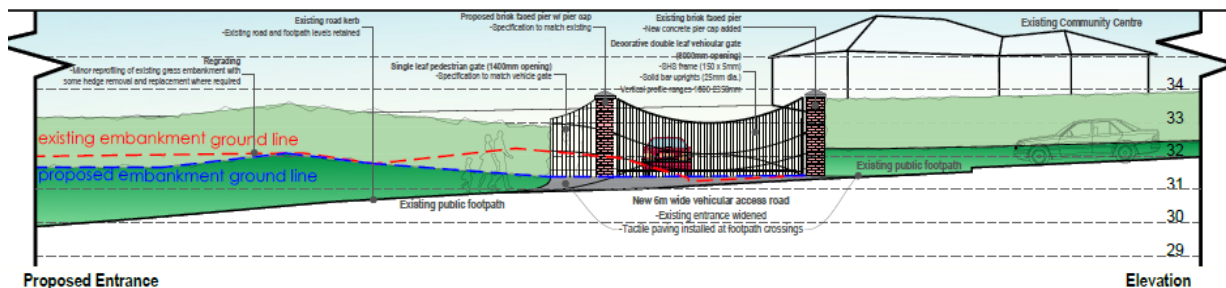 Existing road kerb
-Existing road and footpath levels retained
Proposed brick faced pier w/ pier cap
-Specification to match existing
Existing brick faced pier
-New concrete pier cap added
Existing Community Centre
Decorative double leaf vehicular gate
(6000mm opening)
-SHS frame (150 x 5mm)
-Solid bar uprights (25mm dia.)
-Vertical profile ranges 1800-2350mm
Regrading
-Minor reprofiling of existing grass embankment with
some hedge removal and replacement where required
Single leaf pedestrian gate (1400mm opening)
-Specification to match vehicle gate
34
33
existing embankment ground line
32
proposed embankment ground line
Existing public footpath
31
Existing public footpath
New 6m wide vehicular access road
-Existing entrance widened
-Tactile paving installed at footpath crossings
30
29
Proposed Entrance
Elevation